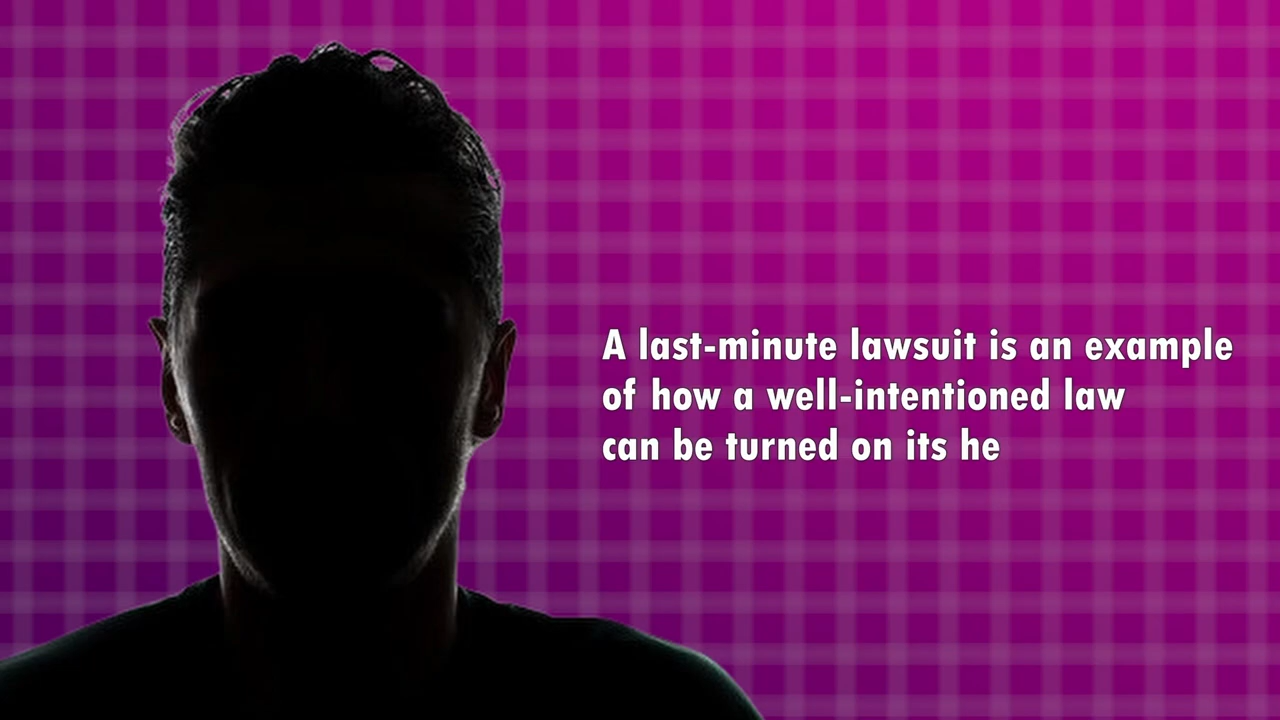 A last-minute lawsuit is an example
of how a well-intentioned law
can be turned on its he